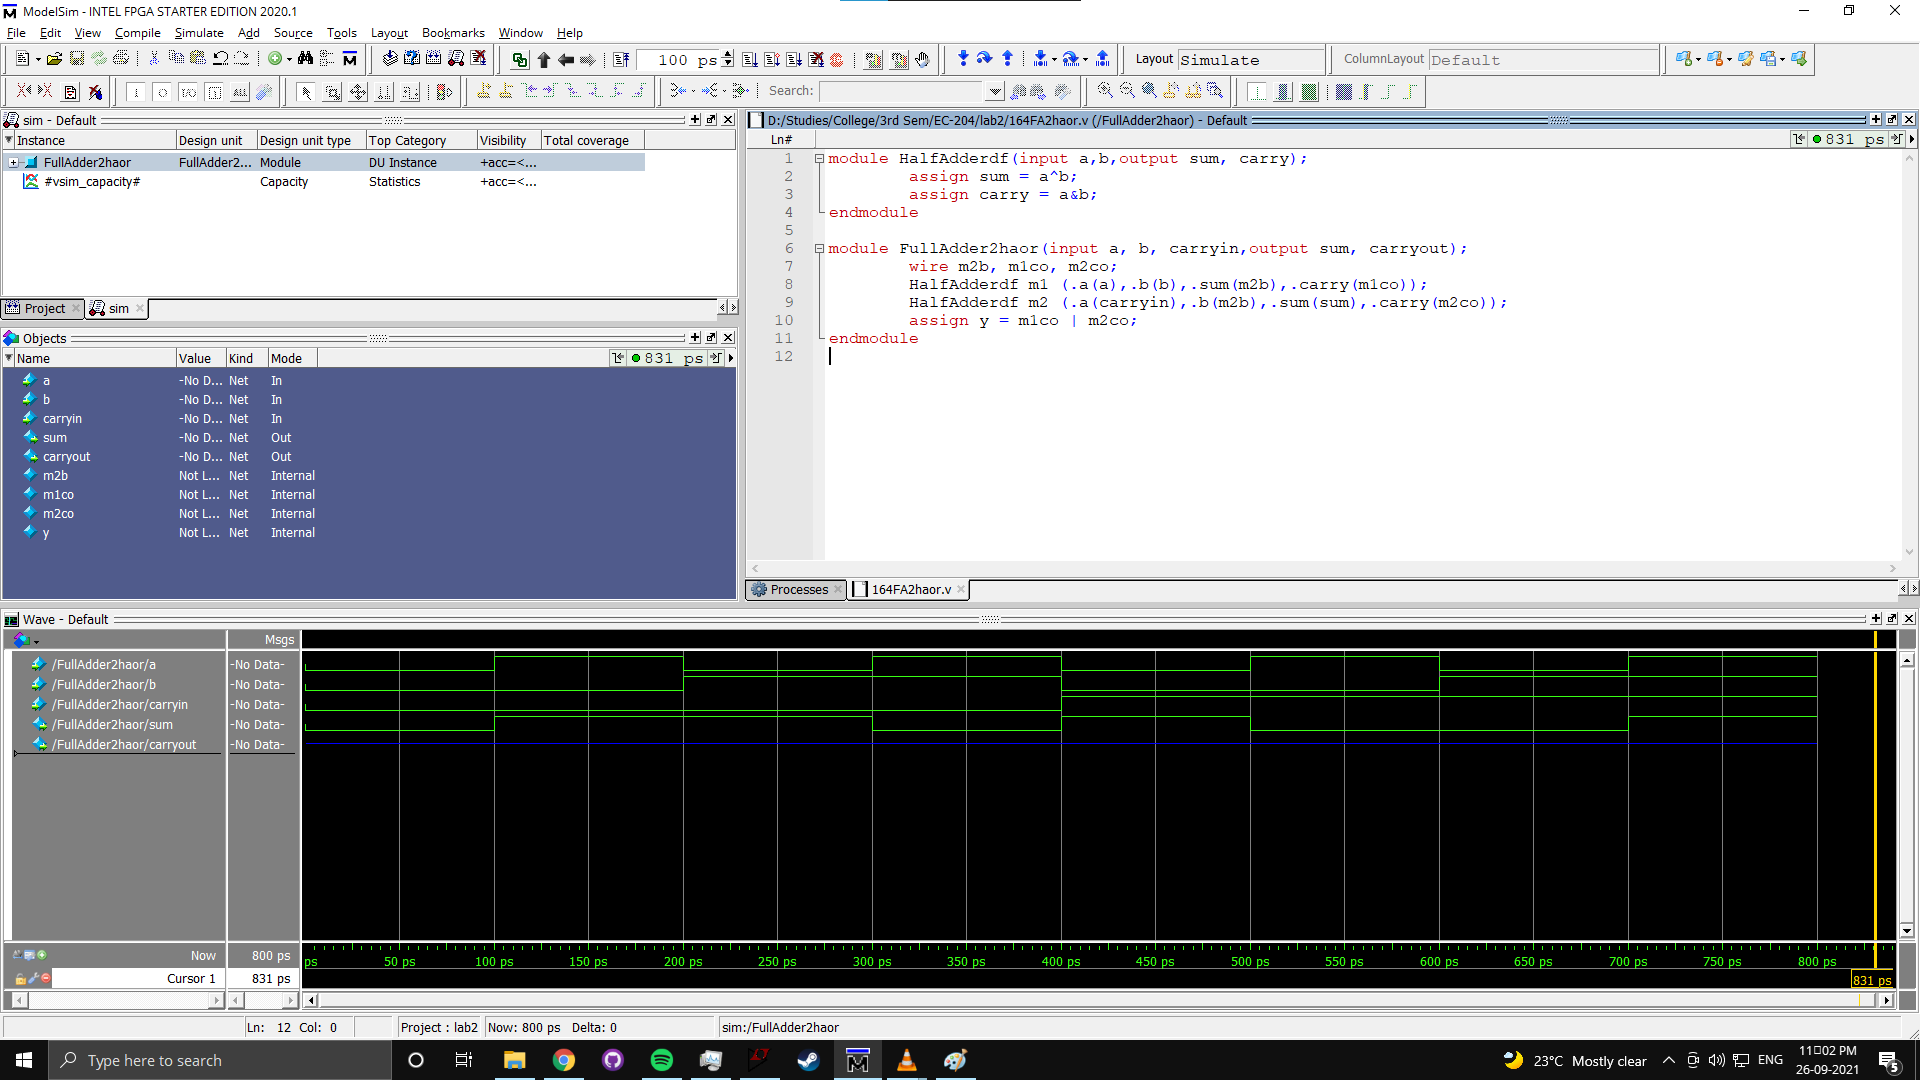 ModelSim - INTEL FPGA STARTER EDITION 2020.1
File Edit View Compile Simulate Add Source Tools Layout Bookmarks Window Help
100 ps
Layout Simulate
ColumnLayout Default
Search:
sim - Default
Instance Design unit Design unit type Top Category Visibility Total coverage
FullAdder2haor FullAdder2... Module DU Instance +acc=<...
#vsim_capacity# Capacity Statistics +acc=<...
Project sim
Objects
Name Value Kind Mode 831 ps
a -No D... Net In
b -No D... Net In
carryin -No D... Net In
sum -No D... Net Out
carryout -No D... Net Out
m2b Not L... Net Internal
m1co Not L... Net Internal
m2co Not L... Net Internal
y Not L... Net Internal
D:/Studies/College/3rd Sem/EC-204/lab2/164FA2haor.v (/FullAdder2haor) - Default
Ln# 831 ps
1 module HalfAdderdf(input a,b,output sum, carry);
2 assign sum = a^b;
3 assign carry = a&b;
4 endmodule
5
6 module FullAdder2haor(input a, b, carryin,output sum, carryout);
7 wire m2b, m1co, m2co;
8 HalfAdderdf m1 (.a(a),.b(b),.sum(m2b),.carry(m1co));
9 HalfAdderdf m2 (.a(carryin),.b(m2b),.sum(sum),.carry(m2co));
10 assign y = m1co | m2co;
11 endmodule
12
Processes 164FA2haor.v
Wave - Default
Msgs
/FullAdder2haor/a -No Data-
/FullAdder2haor/b -No Data-
/FullAdder2haor/carryin -No Data-
/FullAdder2haor/sum -No Data-
/FullAdder2haor/carryout -No Data-
Now 800 ps
ps 50 ps 100 ps 150 ps 200 ps 250 ps 300 ps 350 ps 400 ps 450 ps 500 ps 550 ps 600 ps 650 ps 700 ps 750 ps 800 ps
Cursor 1 831 ps
831 ps
Ln: 12 Col: 0 Project : lab2 Now: 800 ps Delta: 0 sim:/FullAdder2haor
Type here to search
23°C Mostly clear ENG
11▯02 PM
26-09-2021
5